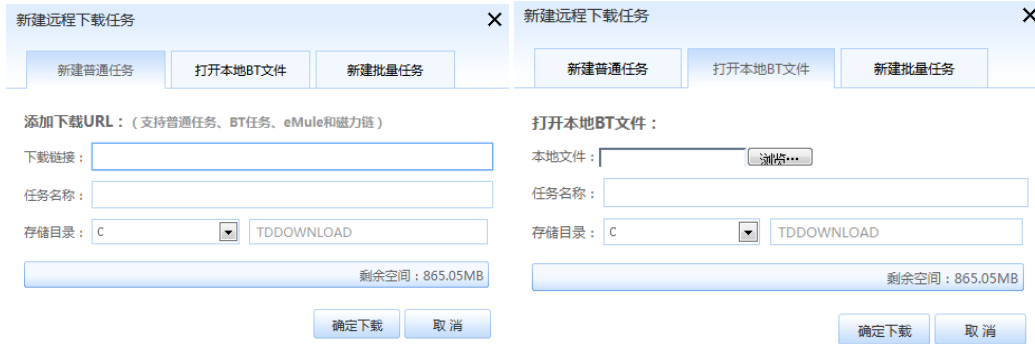 新建远程下载任务
新建普通任务 打开本地BT文件 新建批量任务
添加下载URL：（支持普通任务、BT任务、eMule和磁力链）
下载链接：
任务名称：
存储目录： C TDDOWNLOAD
剩余空间：865.05MB
确定下载 取 消
新建远程下载任务
新建普通任务 打开本地BT文件 新建批量任务
打开本地BT文件：
本地文件： 浏览…
任务名称：
存储目录： C TDDOWNLOAD
剩余空间：865.05MB
确定下载 取 消